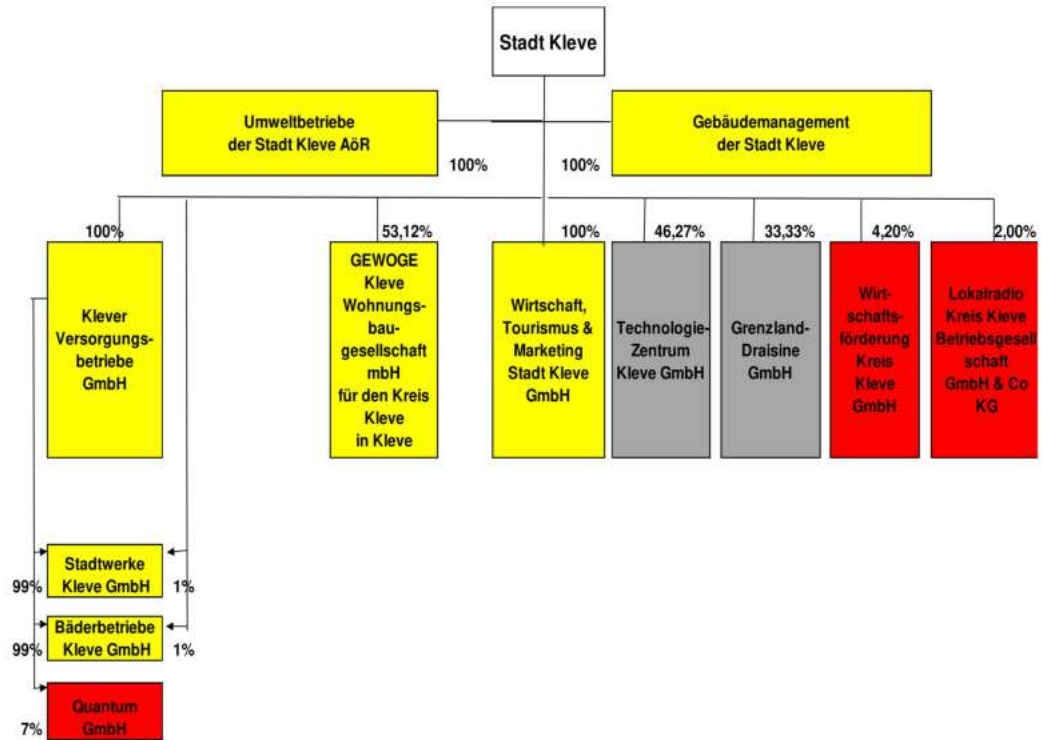 Stadt Kleve
Umweltbetriebe
der Stadt Kleve AöR
Gebäudemanagement
der Stadt Kleve
100%
100%
100%
53,12%
100%
46,27%
33,33%
4,20%
2,00%
Klever
Versorgungs-
betriebe
GmbH
GEWOGE
Kleve
Wohnungs-
bau-
gesellschaft
mbH
für den Kreis
Kleve
in Kleve
Wirtschaft,
Tourismus &
Marketing
Stadt Kleve
GmbH
Technologie-
Zentrum
Kleve GmbH
Grenzland-
Draisine
GmbH
Wirt-
schafts-
förderung
Kreis
Kleve
GmbH
Lokalradio
Kreis Kleve
Betriebsgesell
schaft
GmbH & Co
KG
Stadtwerke
Kleve GmbH
99%
1%
Bäderbetriebe
Kleve GmbH
99%
1%
Quantum
GmbH
7%